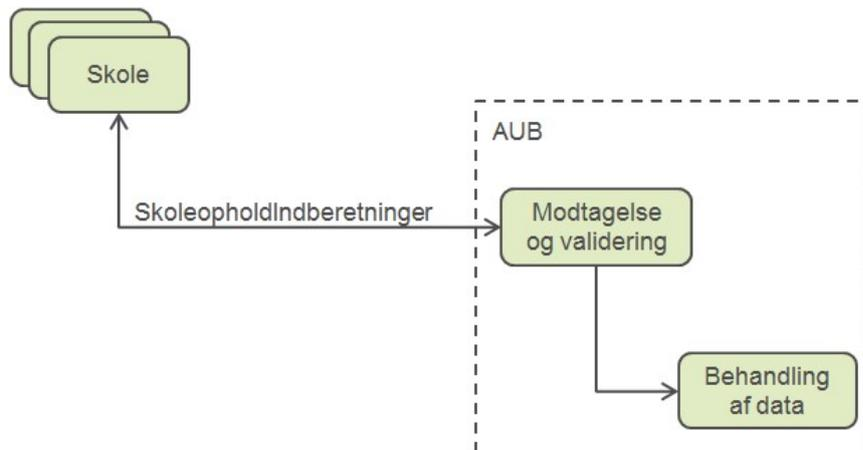 Skole
AUB
SkoleopholdIndberetninger
Modtagelse
og validering
Behandling
af data